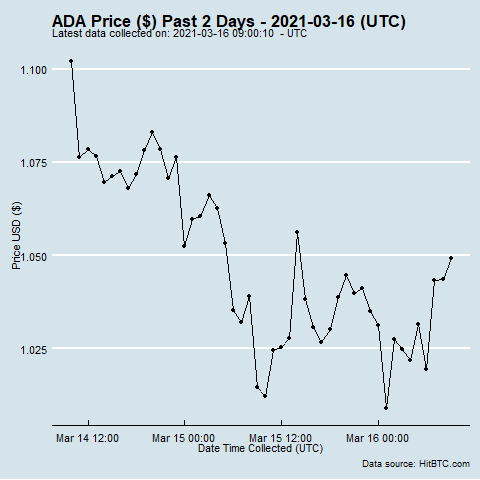 ADA Price ($) Past 2 Days - 2021-03-16 (UTC)
Latest data collected on: 2021-03-16 09:00:10  - UTC
1.100
1.075
1.050
1.025
Price USD ($)
Mar 14 12:00
Mar 15 00:00
Mar 15 12:00
Mar 16 00:00
Date Time Collected (UTC)
Data source: HitBTC.com